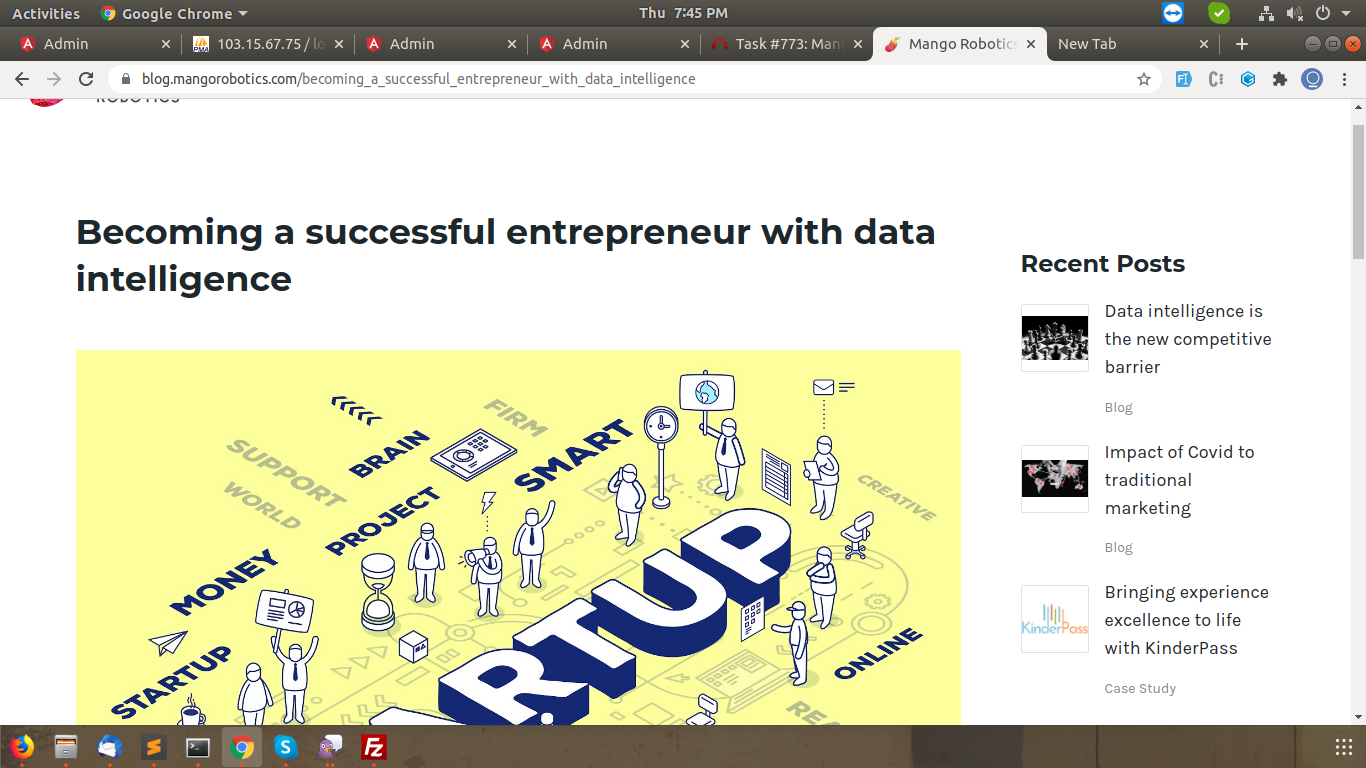 Activities Google Chrome Thu 7:45 PM
Admin 103.15.67.75 / lo Admin Admin Task #773: Man Mango Robotics New Tab
blog.mangorobotics.com/becoming_a_successful_entrepreneur_with_data_intelligence
ROBOTICS
Becoming a successful entrepreneur with data
intelligence
FIRM
BRAIN
SMART
SUPPORT
WORLD
PROJECT
CREATIVE
MONEY
RTUP
STARTUP
ONLINE
Recent Posts
Data intelligence is
the new competitive
barrier
Blog
Impact of Covid to
traditional
marketing
Blog
KinderPass
Bringing experience
excellence to life
with KinderPass
Case Study